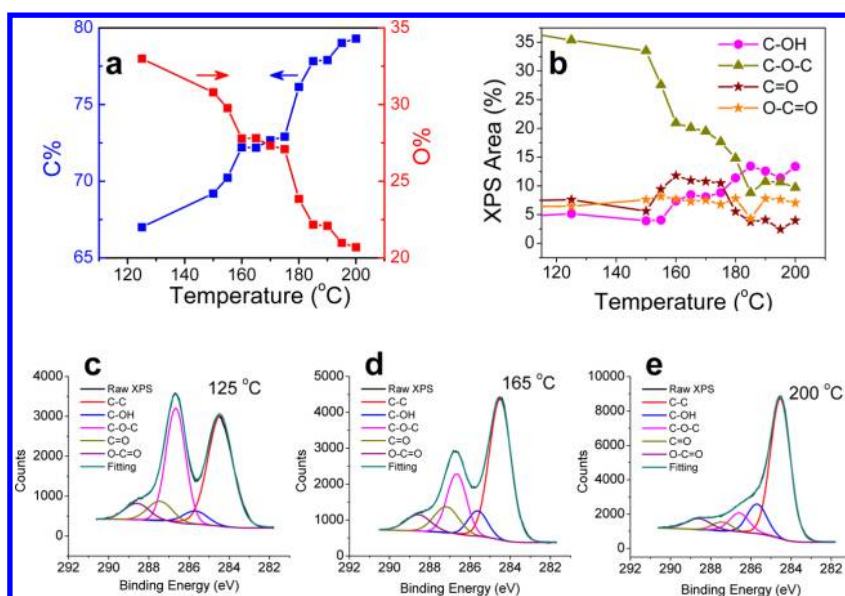 a
C%
80
75
70
65
35
30
25
20
O%
120 140 160 180 200
Temperature (°C)
b
XPS Area (%)
35
30
25
20
15
10
5
0
C-OH
C-O-C
C=O
O-C=O
120 140 160 180 200
Temperature (°C)
c
125 °C
Counts
4000
3000
2000
1000
0
Raw XPS
C-C
C-OH
C-O-C
C=O
O-C=O
Fitting
292 290 288 286 284 282
Binding Energy (eV)
d
165 °C
Counts
5000
4000
3000
2000
1000
0
Raw XPS
C-C
C-OH
C-O-C
C=O
O-C=O
Fitting
292 290 288 286 284 282
Binding Energy (eV)
e
200 °C
Counts
10000
8000
6000
4000
2000
0
Raw XPS
C-C
C-OH
C-O-C
C=O
O-C=O
Fitting
292 290 288 286 284 282
Binding Energy (eV)